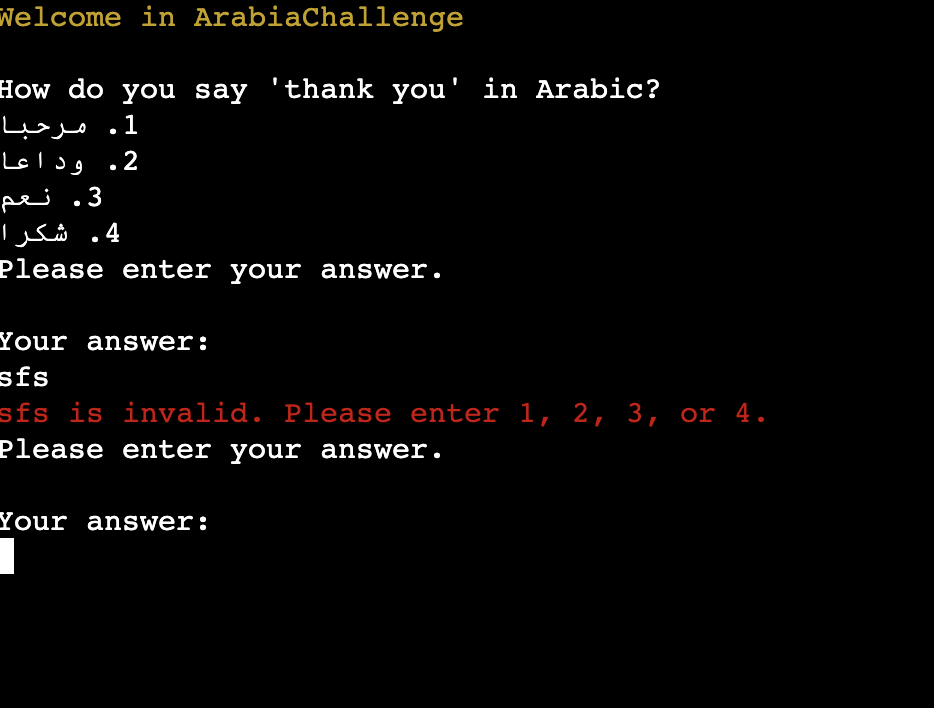 Welcome in ArabiaChallenge
How do you say 'thank you' in Arabic?
1. مرحبا
2. وداعا
3. نعم
4. شكرا
Please enter your answer.
Your answer:
sfs
sfs is invalid. Please enter 1, 2, 3, or 4.
Please enter your answer.
Your answer: